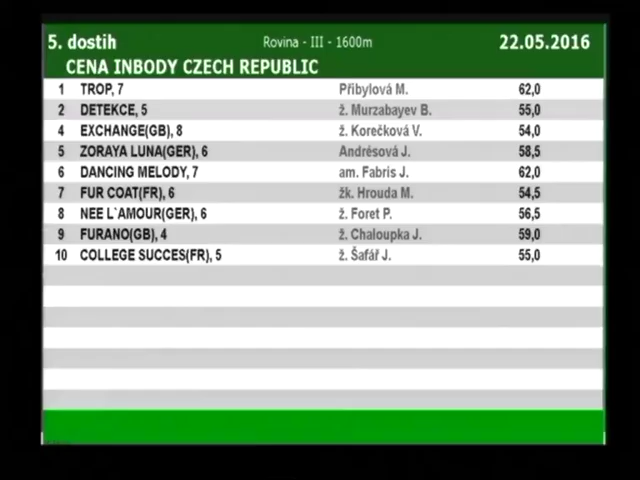 5. dostih Rovina - III - 1600m 22.05.2016
CENA INBODY CZECH REPUBLIC
1 TROP, 7 Přibylová M. 62,0
2 DETEKCE, 5 ž. Murzabayev B. 55,0
4 EXCHANGE(GB), 8 ž. Korečková V. 54,0
5 ZORAYA LUNA(GER), 6 Andrésová J. 58,5
6 DANCING MELODY, 7 am. Fabris J. 62,0
7 FUR COAT(FR), 6 žk. Hrouda M. 54,5
8 NEE L`AMOUR(GER), 6 ž. Foret P. 56,5
9 FURANO(GB), 4 ž. Chaloupka J. 59,0
10 COLLEGE SUCCES(FR), 5 ž. Šafář J. 55,0